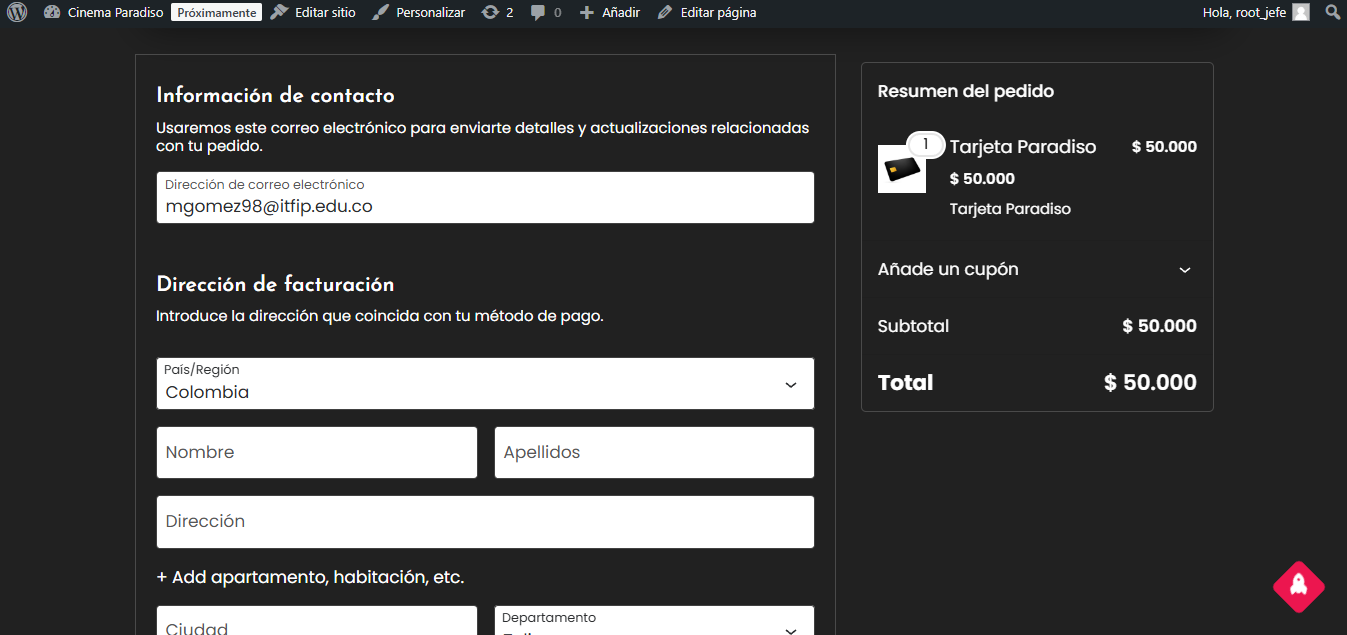 Cinema Paradiso Próximamente Editar sitio Personalizar 2 0 Añadir Editar página Hola, root_jefe
Información de contacto
Usaremos este correo electrónico para enviarte detalles y actualizaciones relacionadas
con tu pedido.
Dirección de correo electrónico
mgomez98@itfip.edu.co
Dirección de facturación
Introduce la dirección que coincida con tu método de pago.
País/Región
Colombia
Nombre
Apellidos
Dirección
+ Add apartamento, habitación, etc.
Ciudad
Departamento
Resumen del pedido
1
Tarjeta Paradiso $ 50.000
$ 50.000
Tarjeta Paradiso
Añade un cupón
Subtotal $ 50.000
Total $ 50.000